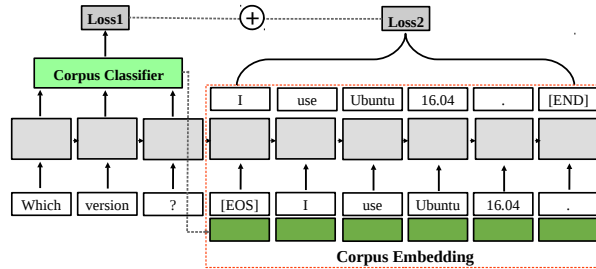 Loss1 + Loss2
Corpus Classifier
I use Ubuntu 16.04 . [END]
Which version ? [EOS] I use Ubuntu 16.04 .
Corpus Embedding